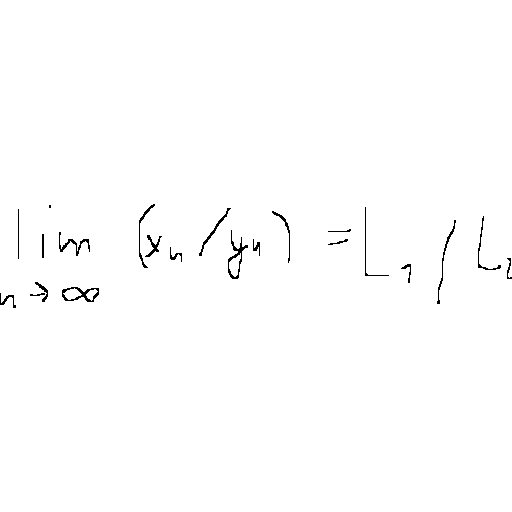 lim (xₙ/yₙ) = L₁/L₂
n→∞